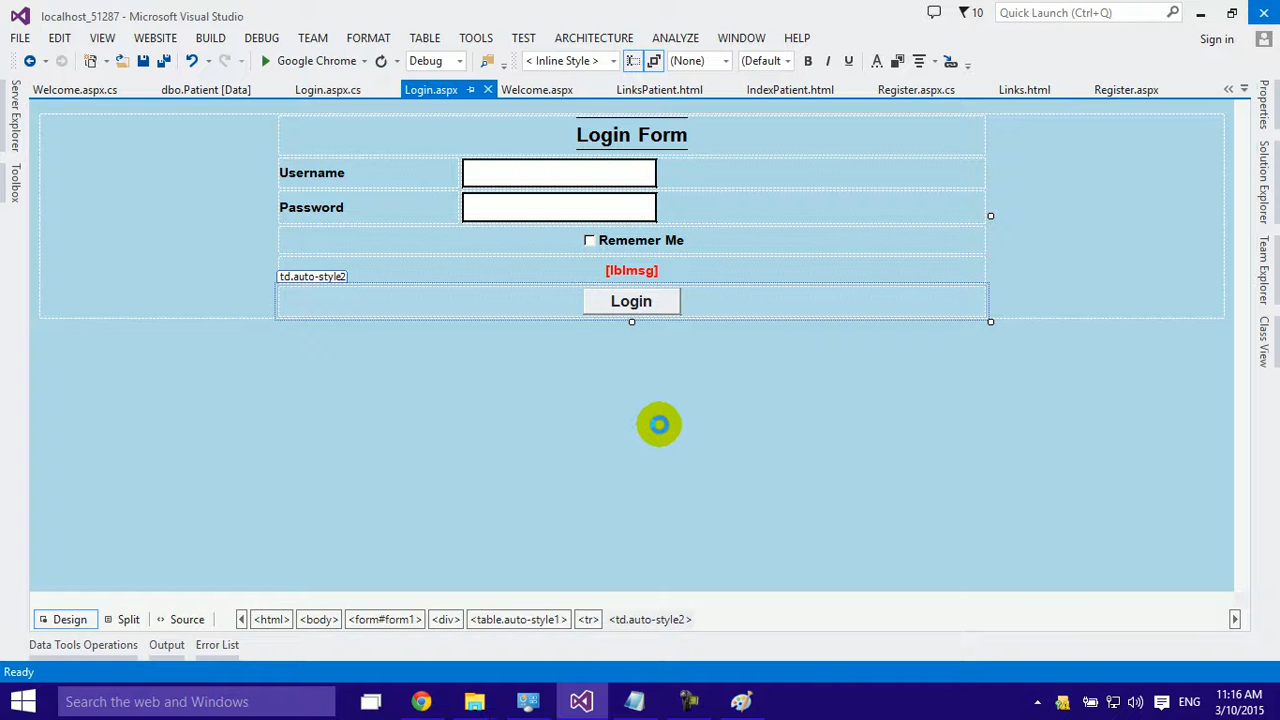 localhost_51287 - Microsoft Visual Studio
10
Quick Launch (Ctrl+Q)
FILE EDIT VIEW WEBSITE BUILD DEBUG TEAM FORMAT TABLE TOOLS TEST ARCHITECTURE ANALYZE WINDOW HELP
Sign in
Google Chrome Debug < Inline Style > (None) (Default B I U A
Welcome.aspx.cs dbo.Patient [Data] Login.aspx.cs Login.aspx Welcome.aspx LinksPatient.html IndexPatient.html Register.aspx.cs Links.html Register.aspx
Server Explorer
Toolbox
Login Form
Username
Password
Rememer Me
[lblmsg]
td.auto-style2
Login
Properties
Solution Explorer
Team Explorer
Class View
Design Split Source <html> <body> <form#form1> <div> <table.auto-style1> <tr> <td.auto-style2>
Data Tools Operations Output Error List
Ready
Search the web and Windows
ENG
11:16 AM
3/10/2015